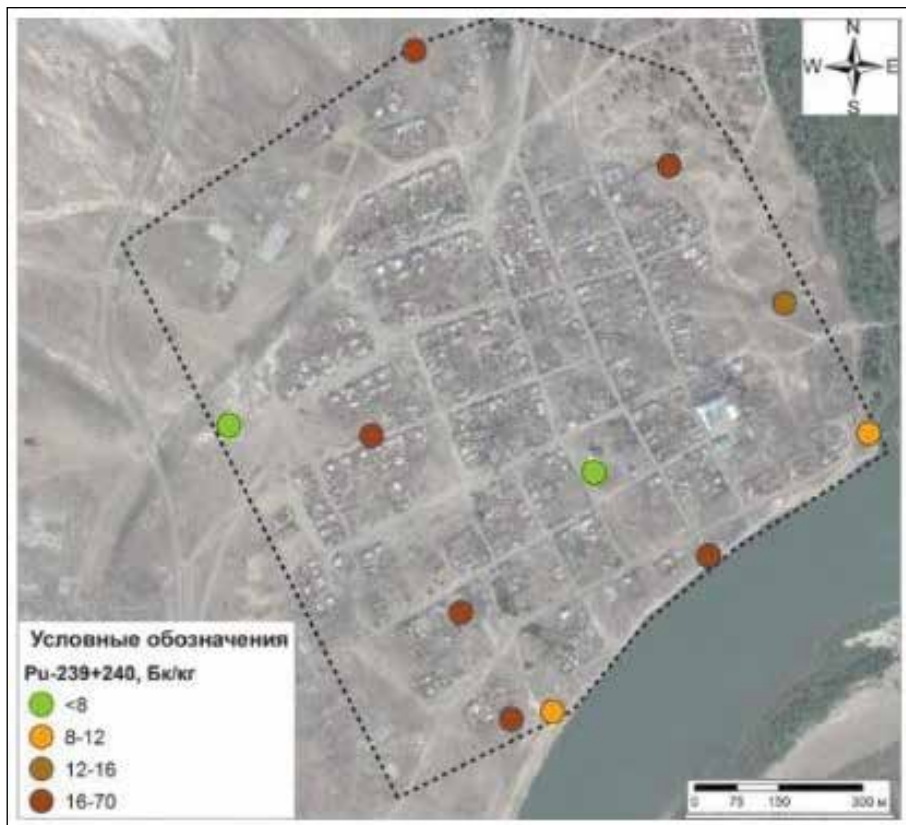 N
W E
S
Условные обозначения
Pu-239+240, Бк/кг
<8
8-12
12-16
16-70
0 75 150 300 м